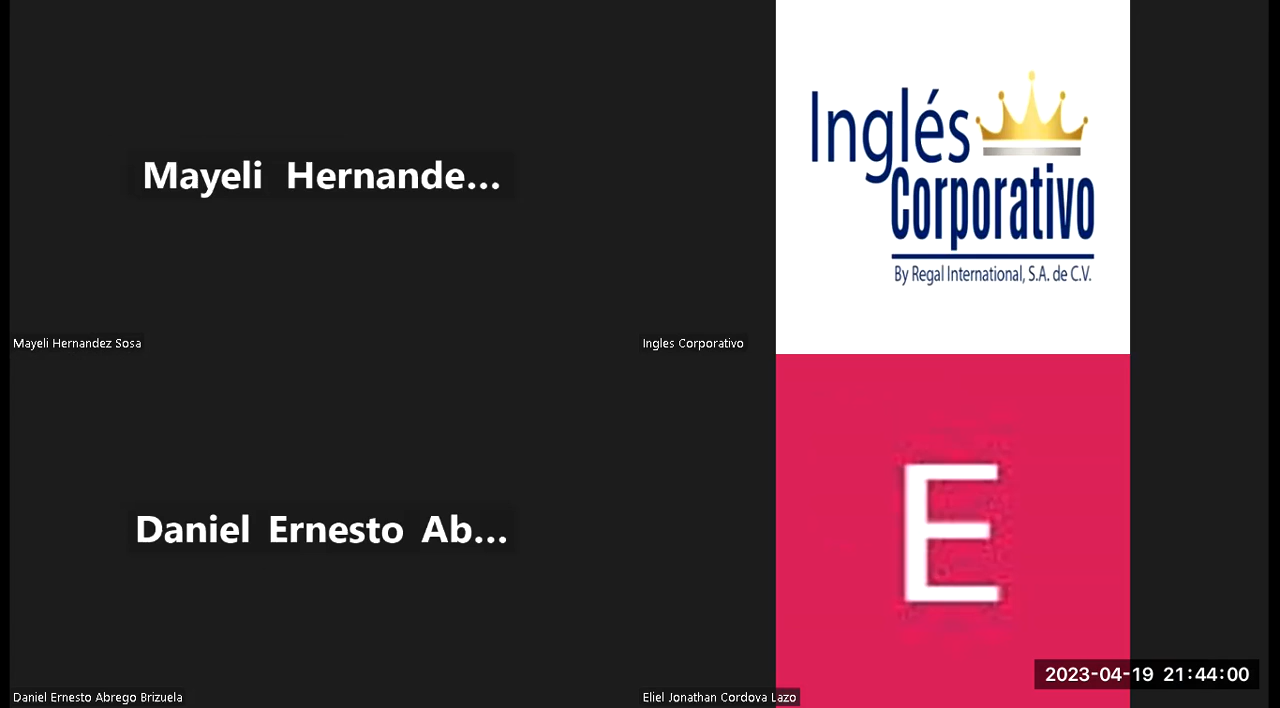 Mayeli Hernande...
Mayeli Hernandez Sosa
Inglés
Corporativo
By Regal International, S.A. de C.V.
Ingles Corporativo
Daniel Ernesto Ab...
Daniel Ernesto Abrego Brizuela
E
Eliel Jonathan Cordova Lazo
2023-04-19 21:44:00